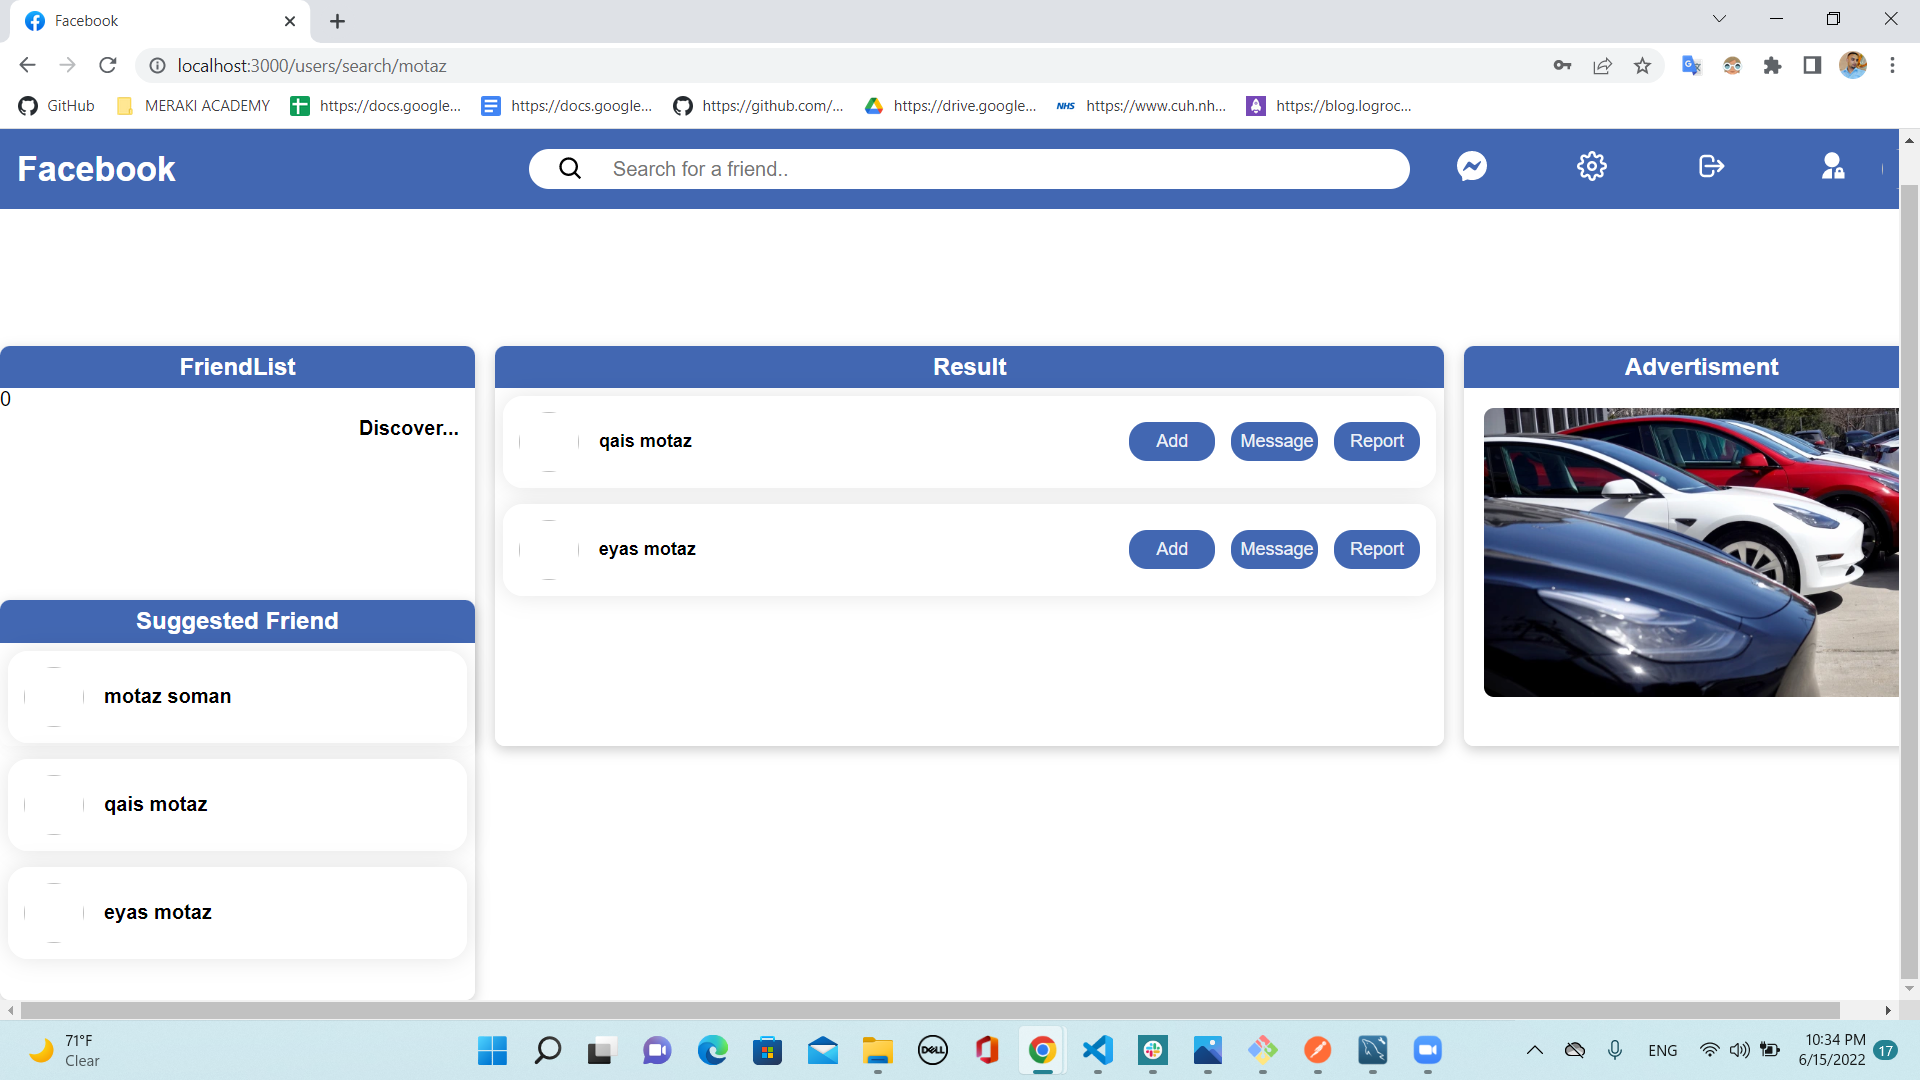 Facebook
localhost:3000/users/search/motaz
GitHub
MERAKI ACADEMY
https://docs.google...
https://docs.google...
https://github.com/...
https://drive.google...
NHS
https://www.cuh.nh...
https://blog.logroc...
Facebook
Search for a friend..
FriendList
0
Discover...
Suggested Friend
motaz soman
qais motaz
eyas motaz
Result
qais motaz
Add
Message
Report
eyas motaz
Add
Message
Report
Advertisment
71°F
Clear
DELL
ENG
10:34 PM
6/15/2022
17